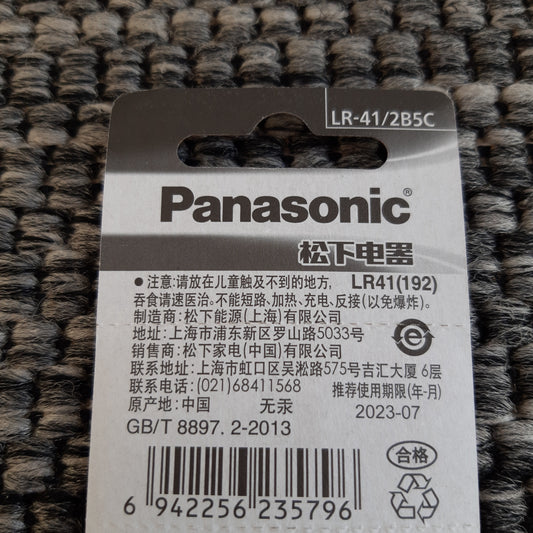 LR-41/2B5C
Panasonic®
松下电器
● 注意:请放在儿童触及不到的地方, LR41(192)
吞食请速医治。不能短路、加热、充电、反接(以免爆炸)。
制造商: 松下能源(上海)有限公司
地址: 上海市浦东新区罗山路5033号
销售商: 松下家电(中国)有限公司
联系地址: 上海市虹口区吴淞路575号吉汇大厦 6层
联系电话: (021)68411568 推荐使用期限(年-月)
原产地: 中国 无汞 2023-07
GB/T 8897. 2-2013
合格
6 942256 235796